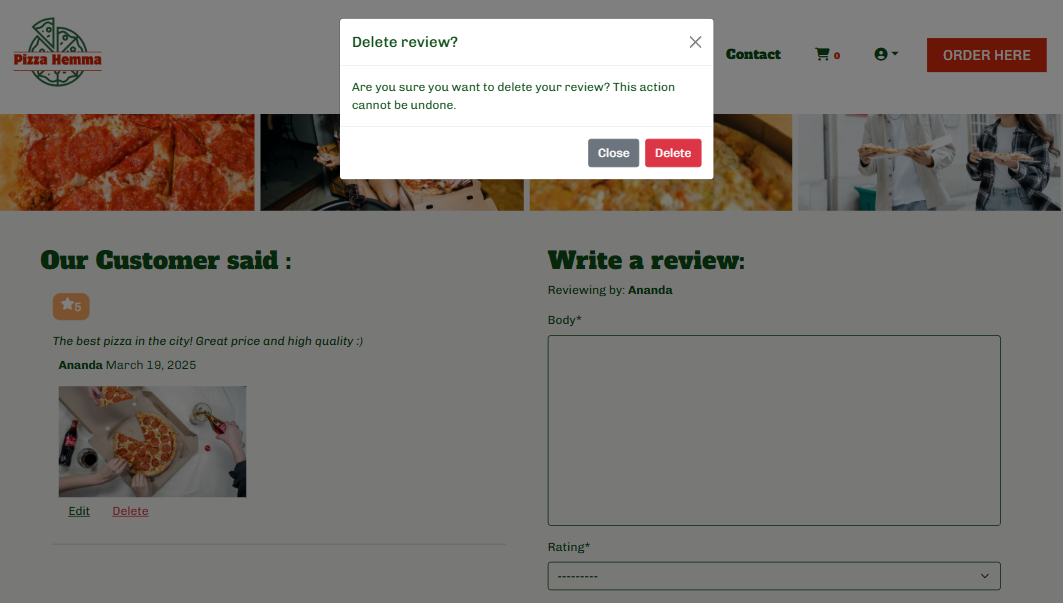 Pizza Hemma
Contact
0
ORDER HERE
Delete review?
Are you sure you want to delete your review? This action
cannot be undone.
Close
Delete
Our Customer said :
5
The best pizza in the city! Great price and high quality :)
Ananda March 19, 2025
Edit
Delete
Write a review:
Reviewing by: Ananda
Body*
Rating*
---------